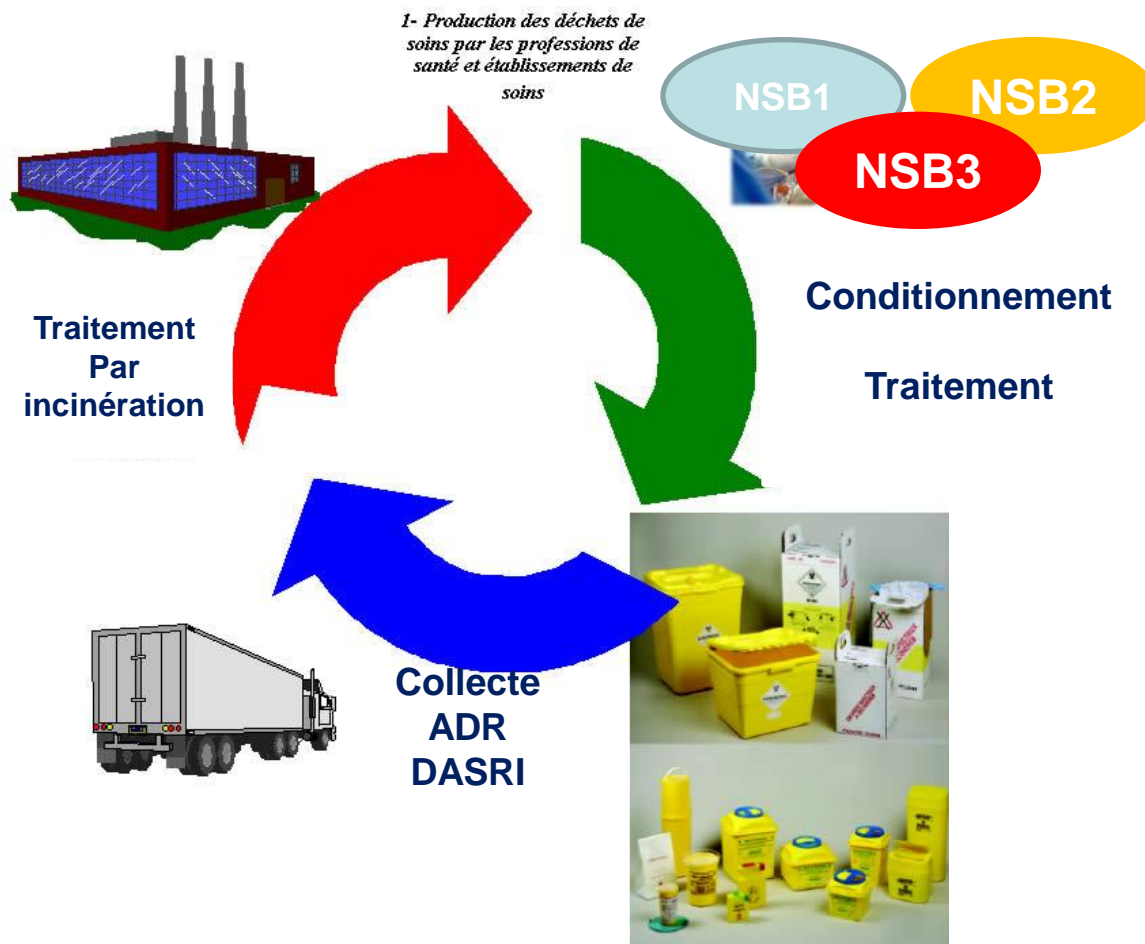 1- Production des déchets de
soins par les professions de
santé et établissements de
soins
NSB1
NSB2
NSB3
Conditionnement
Traitement
Traitement
Par
incinération
Collecte
ADR
DASRI